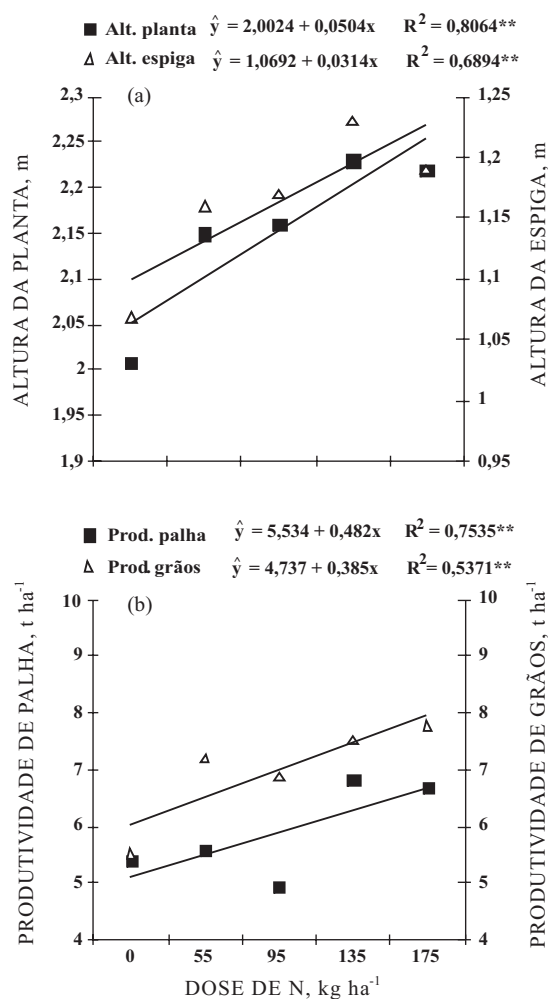 ■ Alt. planta ŷ = 2,0024 + 0,0504x R² = 0,8064**
△ Alt. espiga ŷ = 1,0692 + 0,0314x R² = 0,6894**
(a)
ALTURA DA PLANTA, m
2,3
2,25
2,2
2,15
2,1
2,05
2
1,95
1,9
1,25
1,2
1,15
1,1
1
0,95
ALTURA DA ESPIGA, m
■ Prod. palha ŷ = 5,534 + 0,482x R² = 0,7535**
△ Prod. grãos ŷ = 4,737 + 0,385x R² = 0,5371**
(b)
PRODUTIVIDADE DE PALHA, t ha⁻¹
10
9
8
7
6
5
4
10
9
8
7
6
5
4
PRODUTIVIDADE DE GRÃOS, t ha⁻¹
0 55 95 135 175
DOSE DE N, kg ha⁻¹